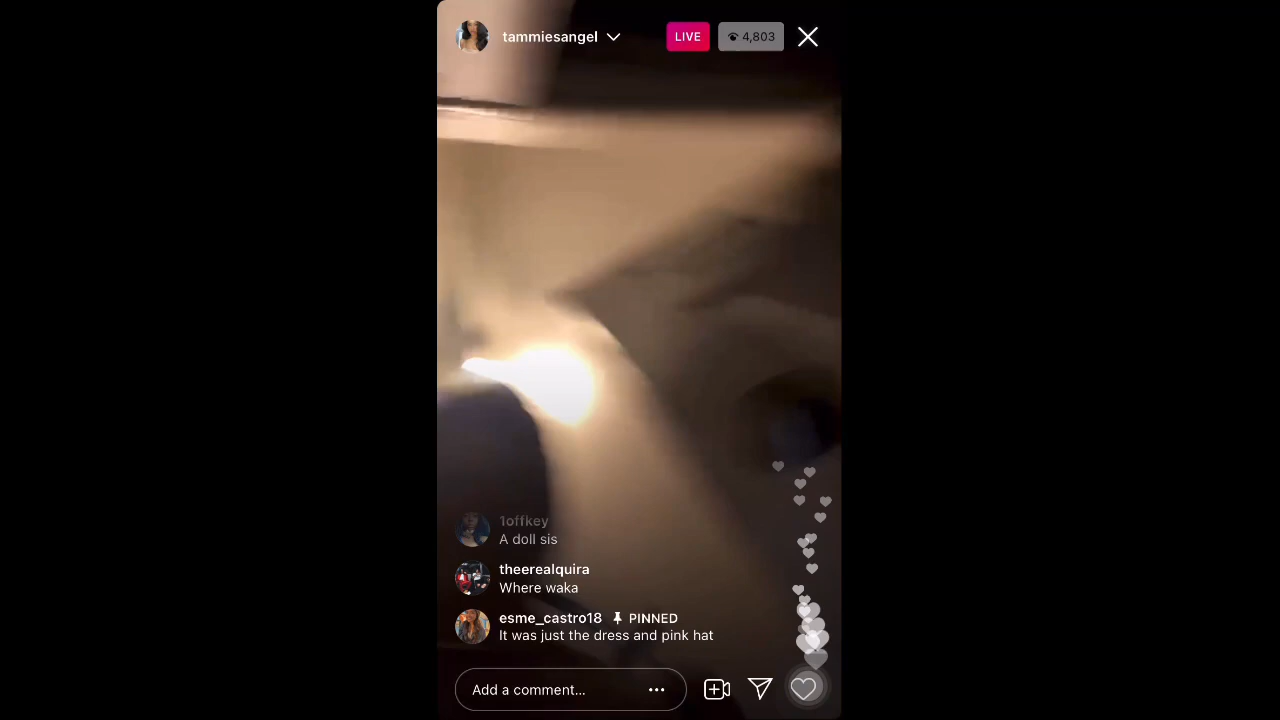 tammiesangel
LIVE
4,803
1offkey
A doll sis
theerealquira
Where waka
esme_castro18 PINNED
It was just the dress and pink hat
Add a comment...